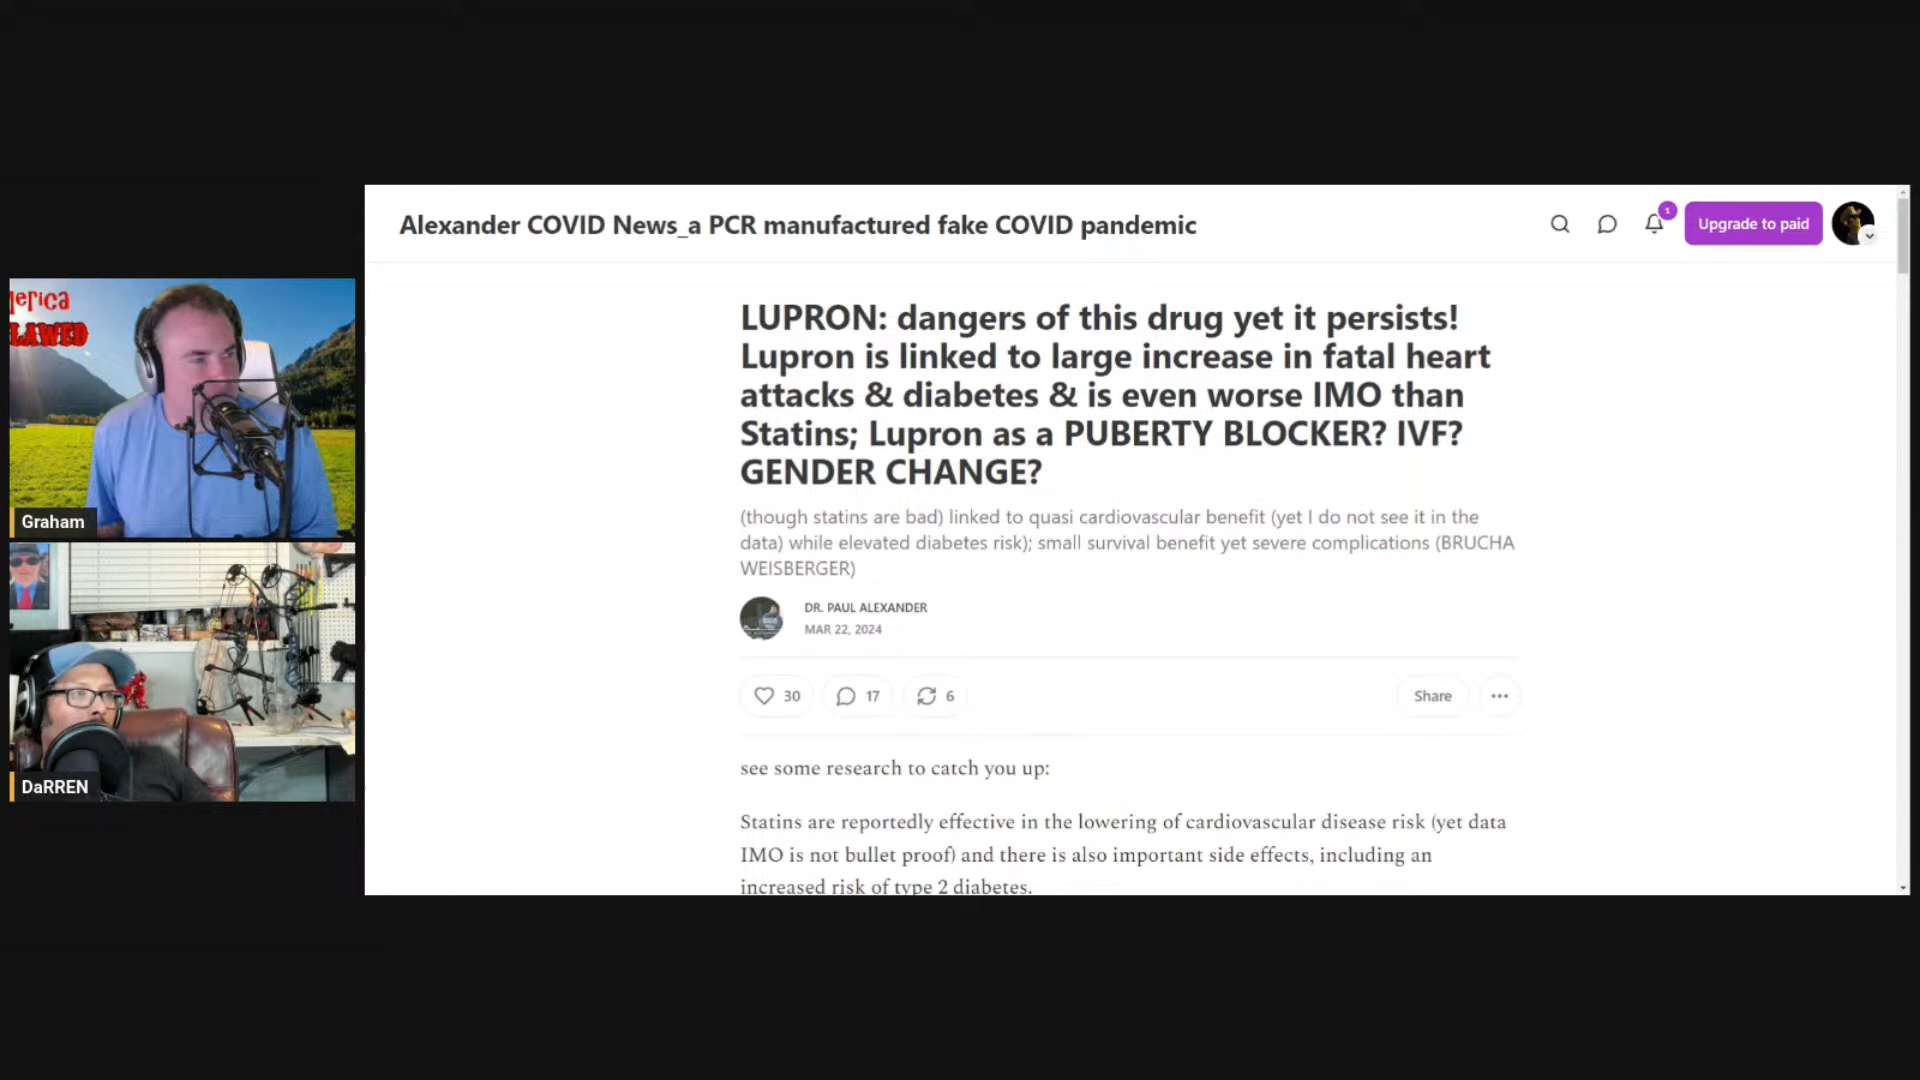 Alexander COVID News_a PCR manufactured fake COVID pandemic
1
Upgrade to paid
LUPRON: dangers of this drug yet it persists!
Lupron is linked to large increase in fatal heart
attacks & diabetes & is even worse IMO than
Statins; Lupron as a PUBERTY BLOCKER? IVF?
GENDER CHANGE?
(though statins are bad) linked to quasi cardiovascular benefit (yet I do not see it in the
data) while elevated diabetes risk); small survival benefit yet severe complications (BRUCHA
WEISBERGER)
DR. PAUL ALEXANDER
MAR 22, 2024
30
17
6
Share
see some research to catch you up:
Statins are reportedly effective in the lowering of cardiovascular disease risk (yet data
IMO is not bullet proof) and there is also important side effects, including an
increased risk of type 2 diabetes.
Graham
DaRREN